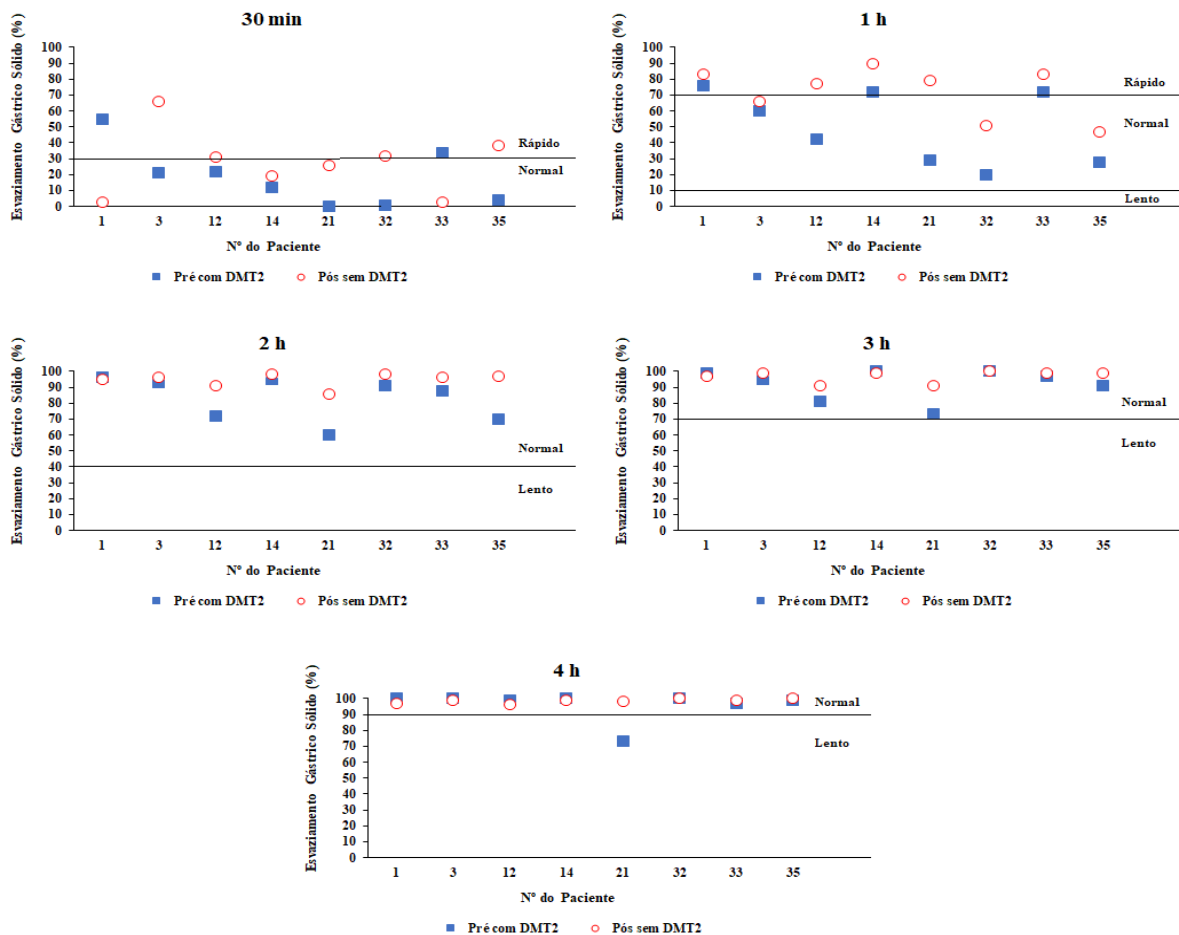 30 min
Esvaziamento Gástrico Sólido (%)
100
90
80
70
60
50
40
30
20
10
0
Rápido
Normal
1 3 12 14 21 32 33 35
Nº do Paciente
Pré com DMT2 Pós sem DMT2
1 h
Esvaziamento Gástrico Sólido (%)
100
90
80
70
60
50
40
30
20
10
0
Rápido
Normal
Lento
1 3 12 14 21 32 33 35
Nº do Paciente
Pré com DMT2 Pós sem DMT2
2 h
Esvaziamento Gástrico Sólido (%)
100
90
80
70
60
50
40
30
20
10
0
Normal
Lento
1 3 12 14 21 32 33 35
Nº do Paciente
Pré com DMT2 Pós sem DMT2
3 h
Esvaziamento Gástrico Sólido (%)
100
90
80
70
60
50
40
30
20
10
0
Normal
Lento
1 3 12 14 21 32 33 35
Nº do Paciente
Pré com DMT2 Pós sem DMT2
4 h
Esvaziamento Gástrico Sólido (%)
100
90
80
70
60
50
40
30
20
10
0
Normal
Lento
1 3 12 14 21 32 33 35
Nº do Paciente
Pré com DMT2 Pós sem DMT2